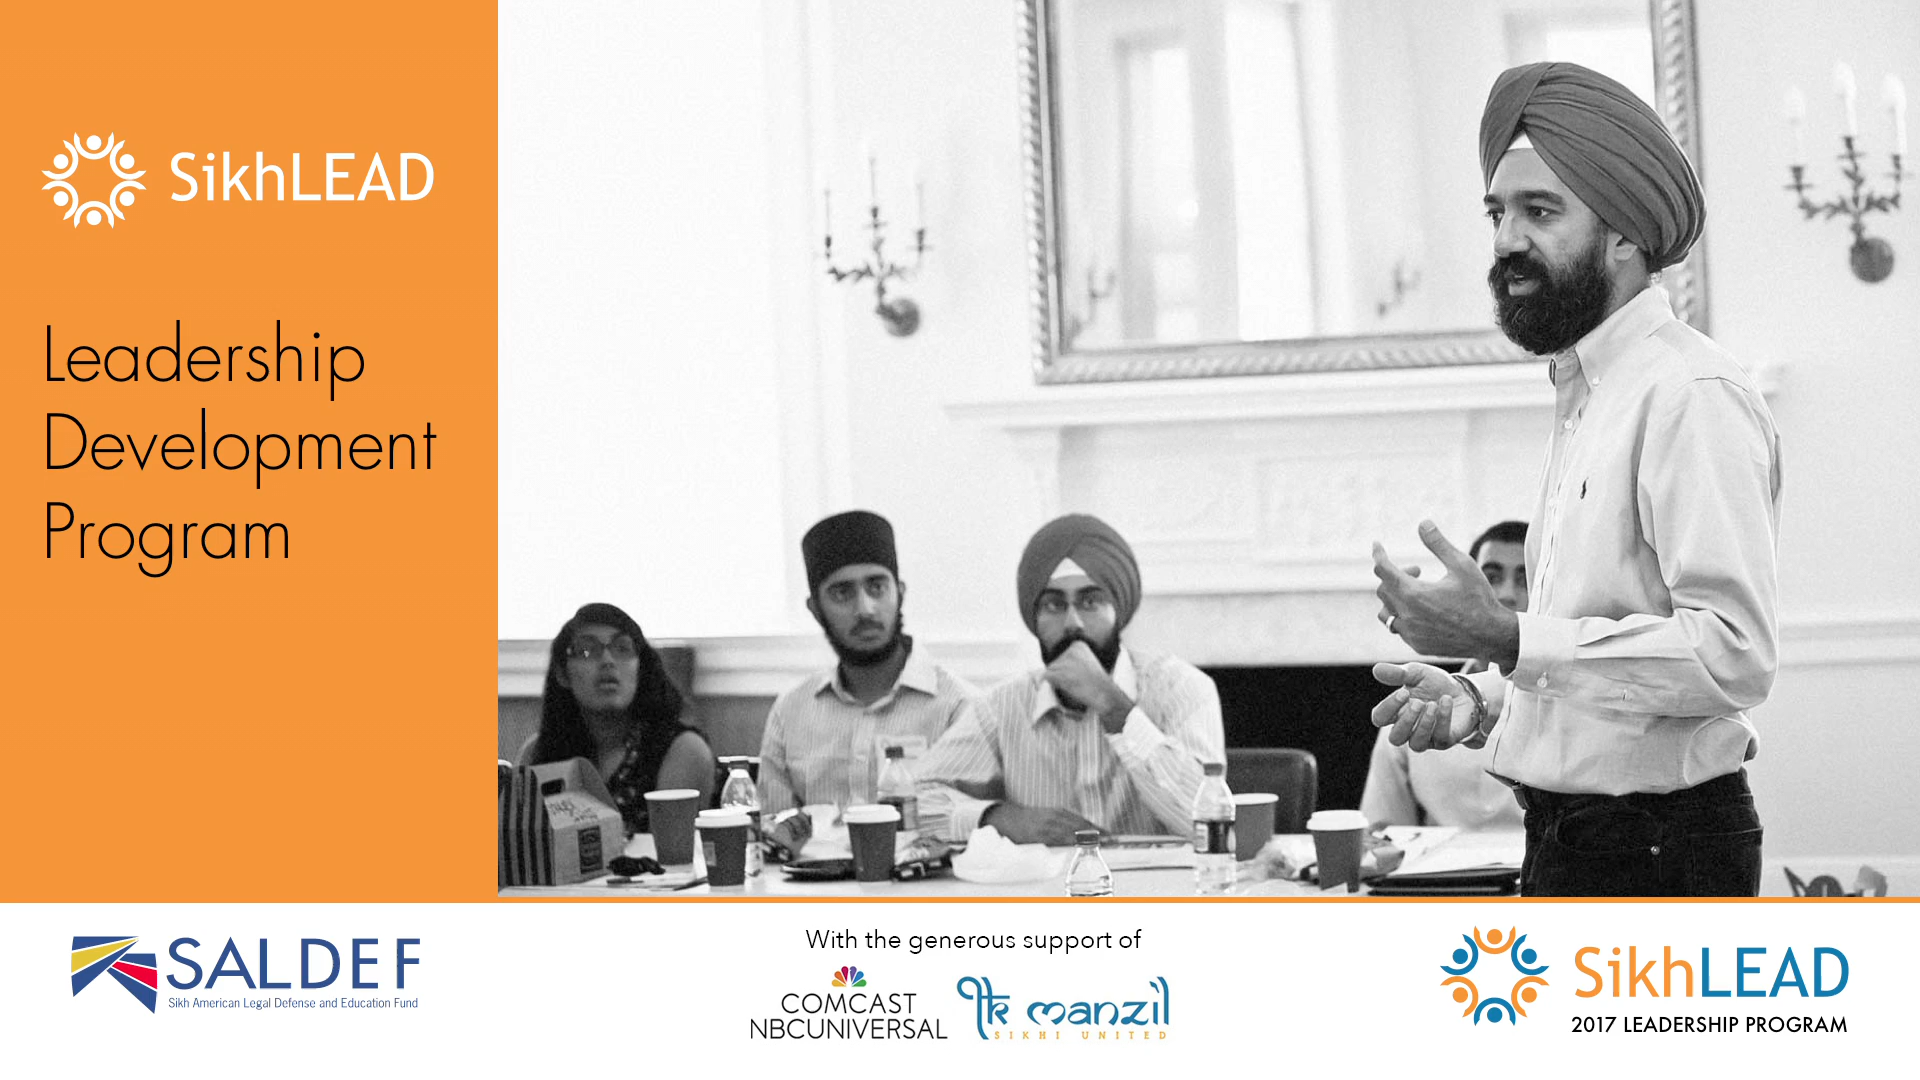 SikhLEAD
Leadership
Development
Program
SALDEF
Sikh American Legal Defense and Education Fund
With the generous support of
COMCAST
NBCUNIVERSAL
manzil
SIKHI UNITED
SikhLEAD
2017 LEADERSHIP PROGRAM